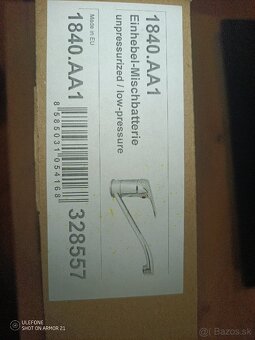 1840.AA1
Einhebel-Mischbatterie
unpressurized / low-pressure
Made in EU
1840.AA1
8585031054168
328557
ULEFONE
SHOT ON ARMOR 21
Bazos.sk